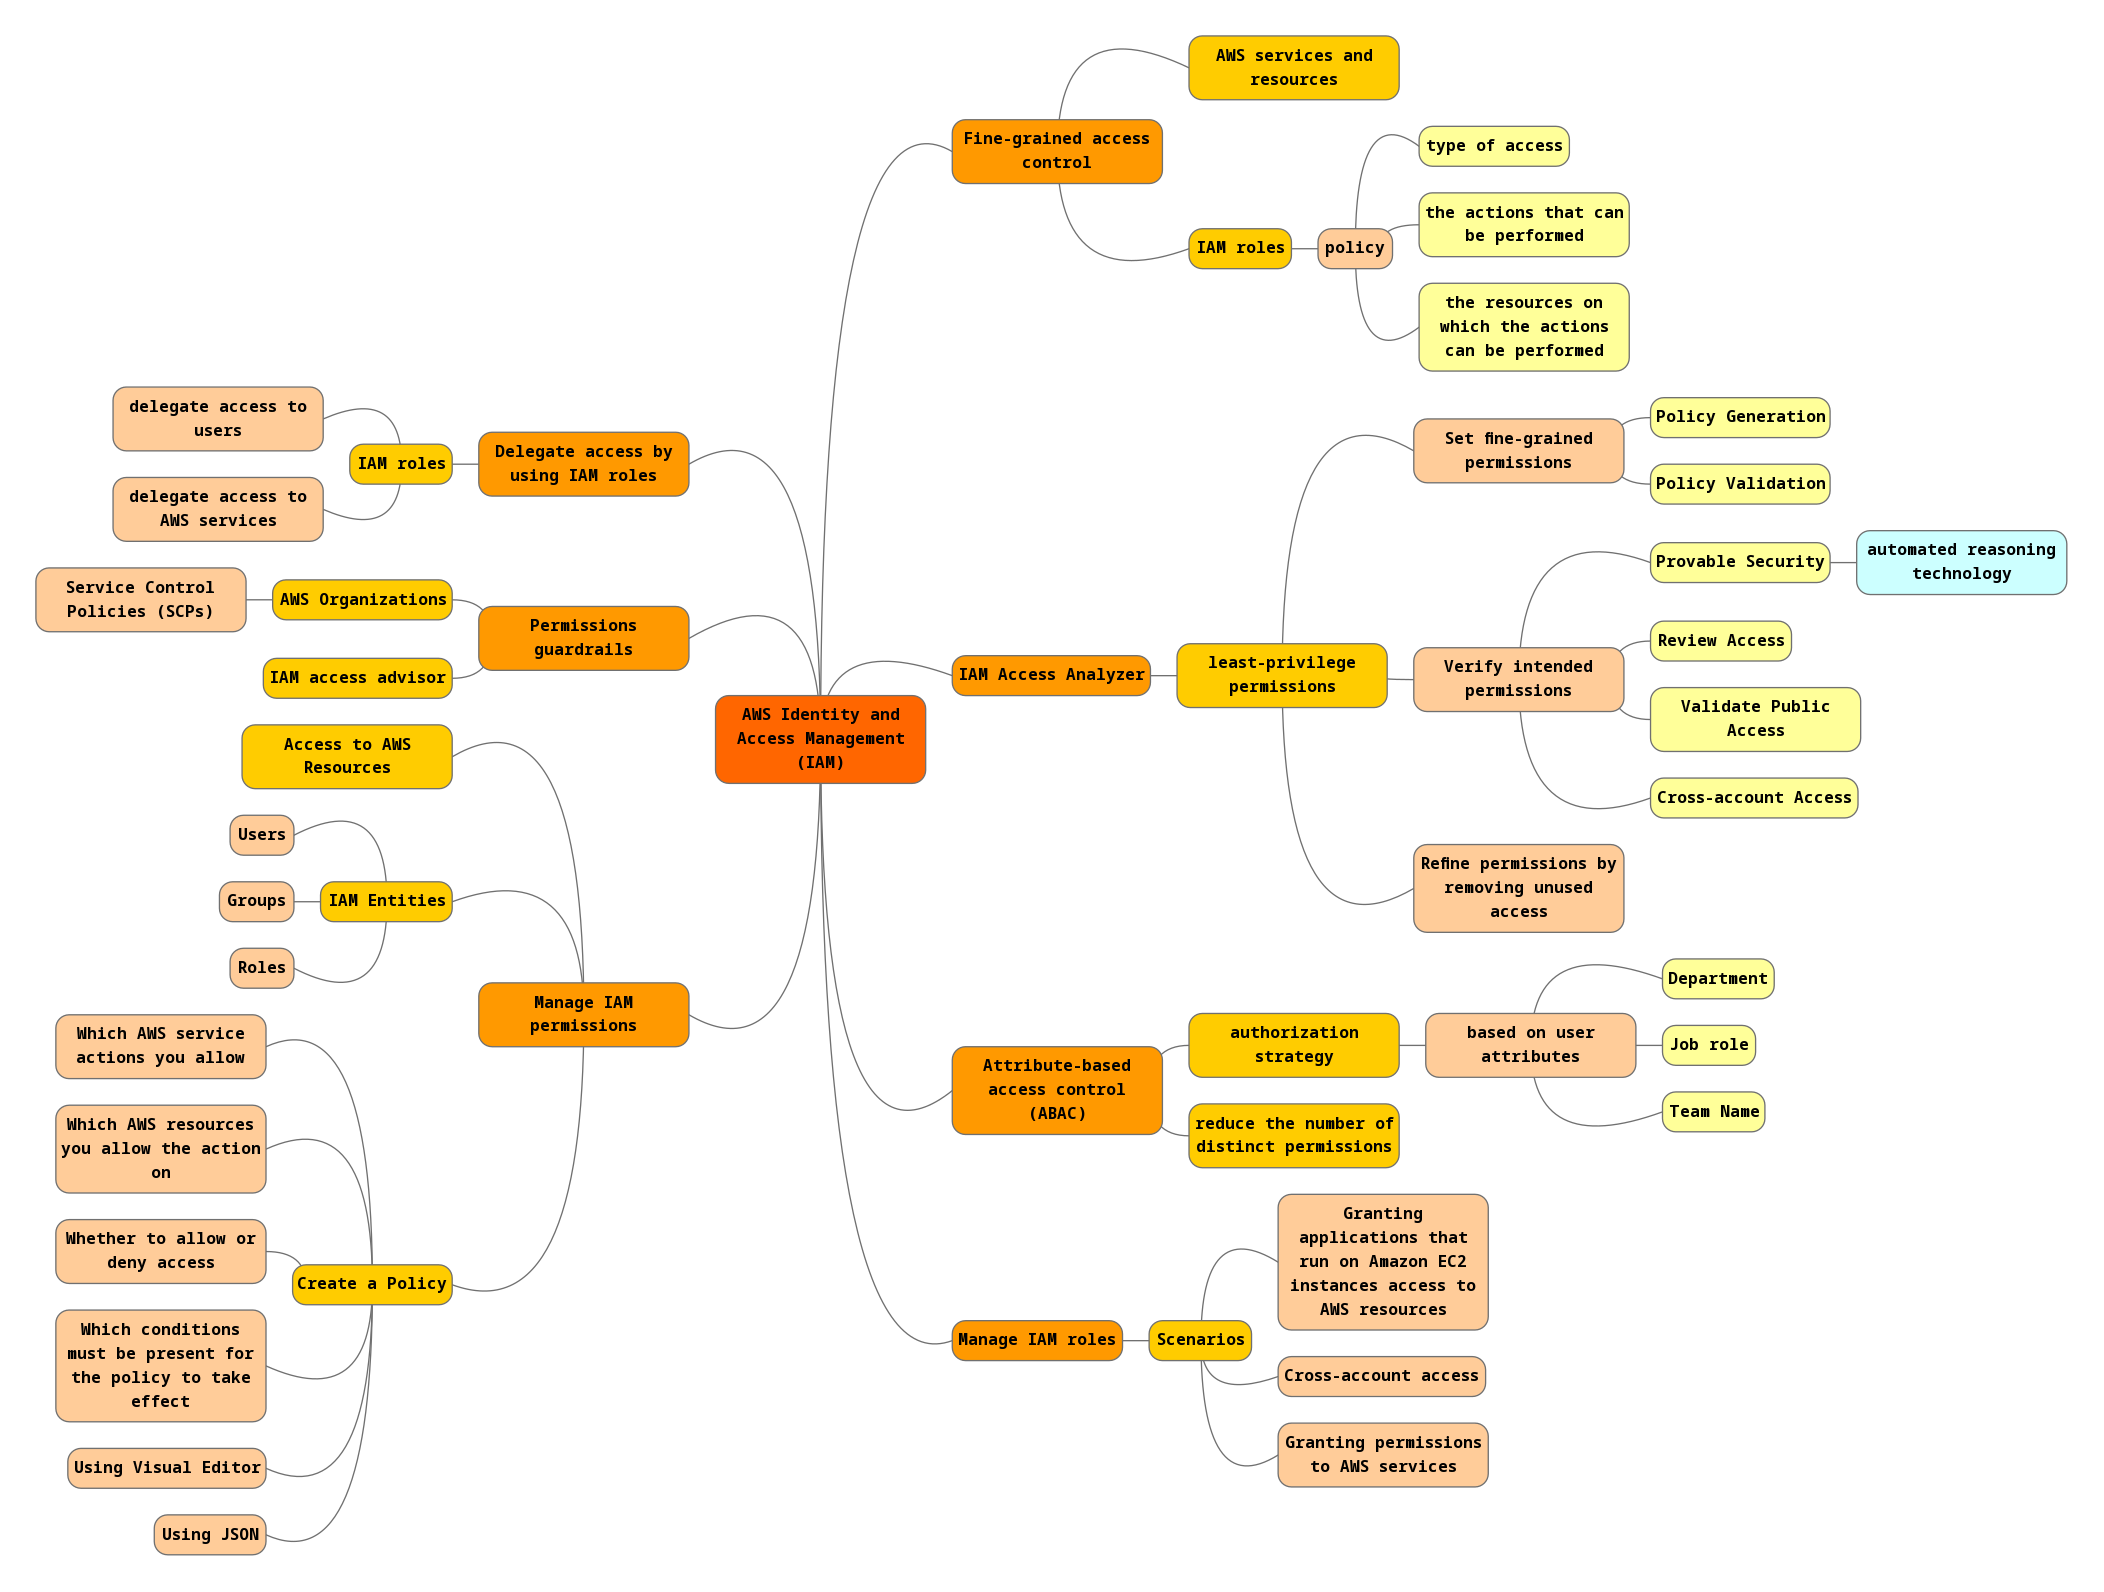 AWS services and
resources
Fine-grained access
control
type of access
the actions that can
be performed
IAM roles
policy
the resources on
which the actions
can be performed
delegate access to
users
IAM roles
Delegate access by
using IAM roles
delegate access to
AWS services
Service Control
Policies (SCPs)
AWS Organizations
Permissions
guardrails
IAM access advisor
Set fine-grained
permissions
Policy Generation
Policy Validation
Provable Security
automated reasoning
technology
Review Access
IAM Access Analyzer
least-privilege
permissions
Verify intended
permissions
Validate Public
Access
Cross-account Access
Refine permissions by
removing unused
access
AWS Identity and
Access Management
(IAM)
Access to AWS
Resources
Users
Groups
IAM Entities
Roles
Manage IAM
permissions
Which AWS service
actions you allow
Which AWS resources
you allow the action
on
Whether to allow or
deny access
Create a Policy
Which conditions
must be present for
the policy to take
effect
Using Visual Editor
Using JSON
Attribute-based
access control
(ABAC)
authorization
strategy
based on user
attributes
Department
Job role
Team Name
reduce the number of
distinct permissions
Manage IAM roles
Scenarios
Granting
applications that
run on Amazon EC2
instances access to
AWS resources
Cross-account access
Granting permissions
to AWS services